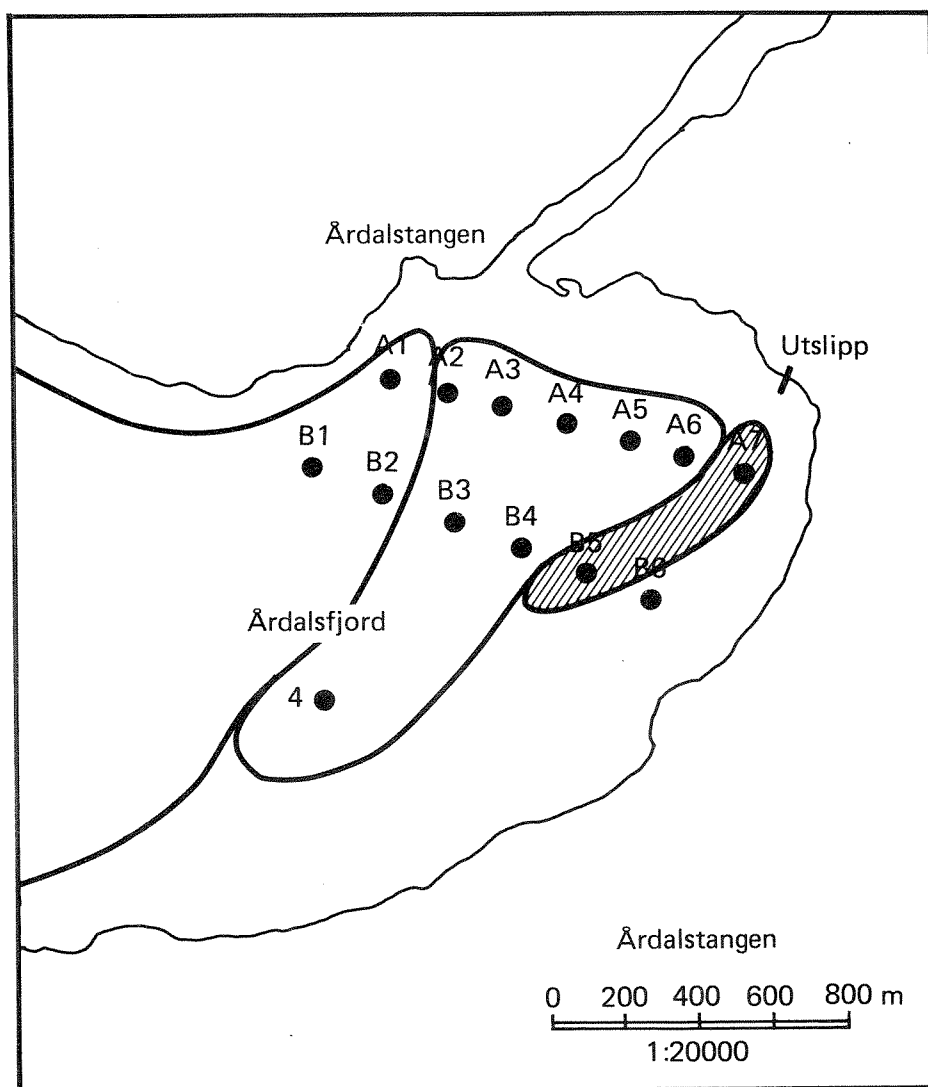 Årdalstangen
Utslipp
A1
A2
A3
A4
A5
A6
A7
B1
B2
B3
B4
B5
B6
Årdalsfjord
4
Årdalstangen
0 200 400 600 800 m
1:20000